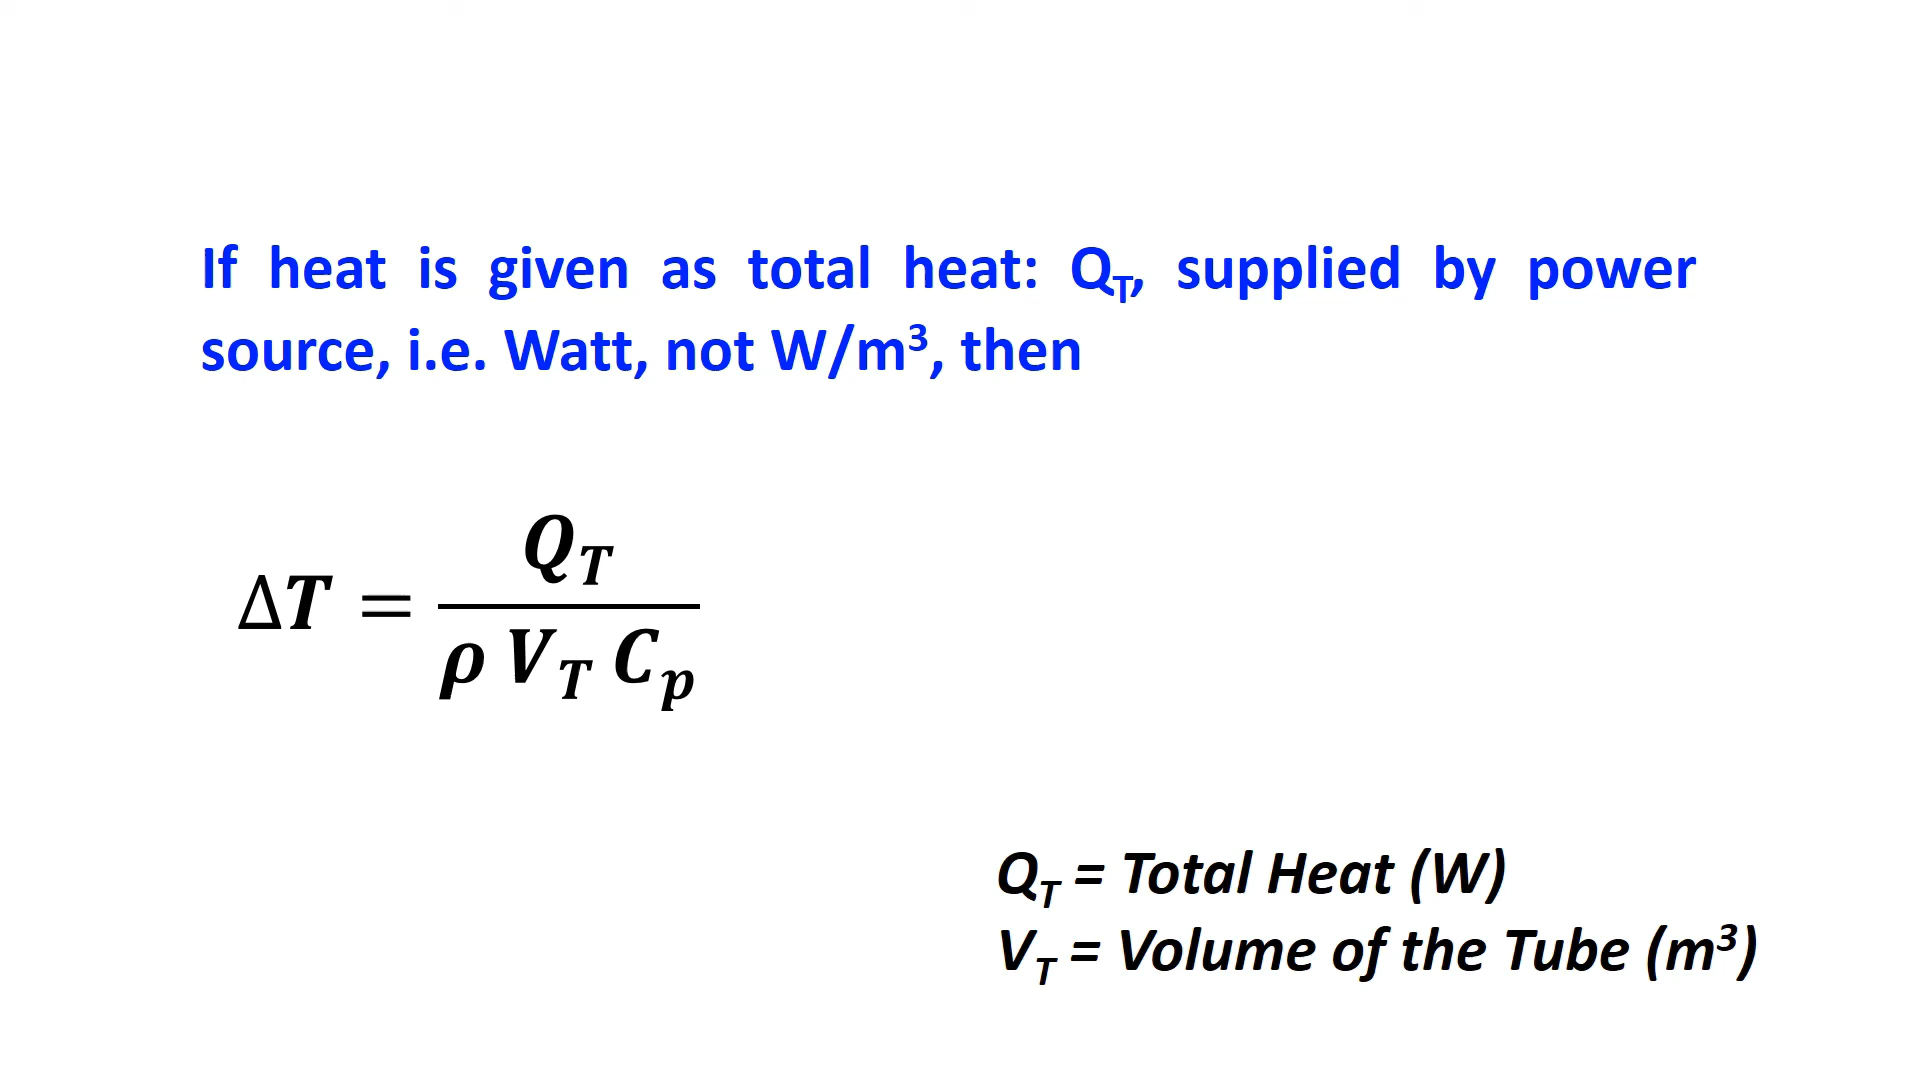 If heat is given as total heat: Q_T, supplied by power
source, i.e. Watt, not W/m³, then
ΔT = Q_T / (ρ V_T C_p)
Q_T = Total Heat (W)
V_T = Volume of the Tube (m³)